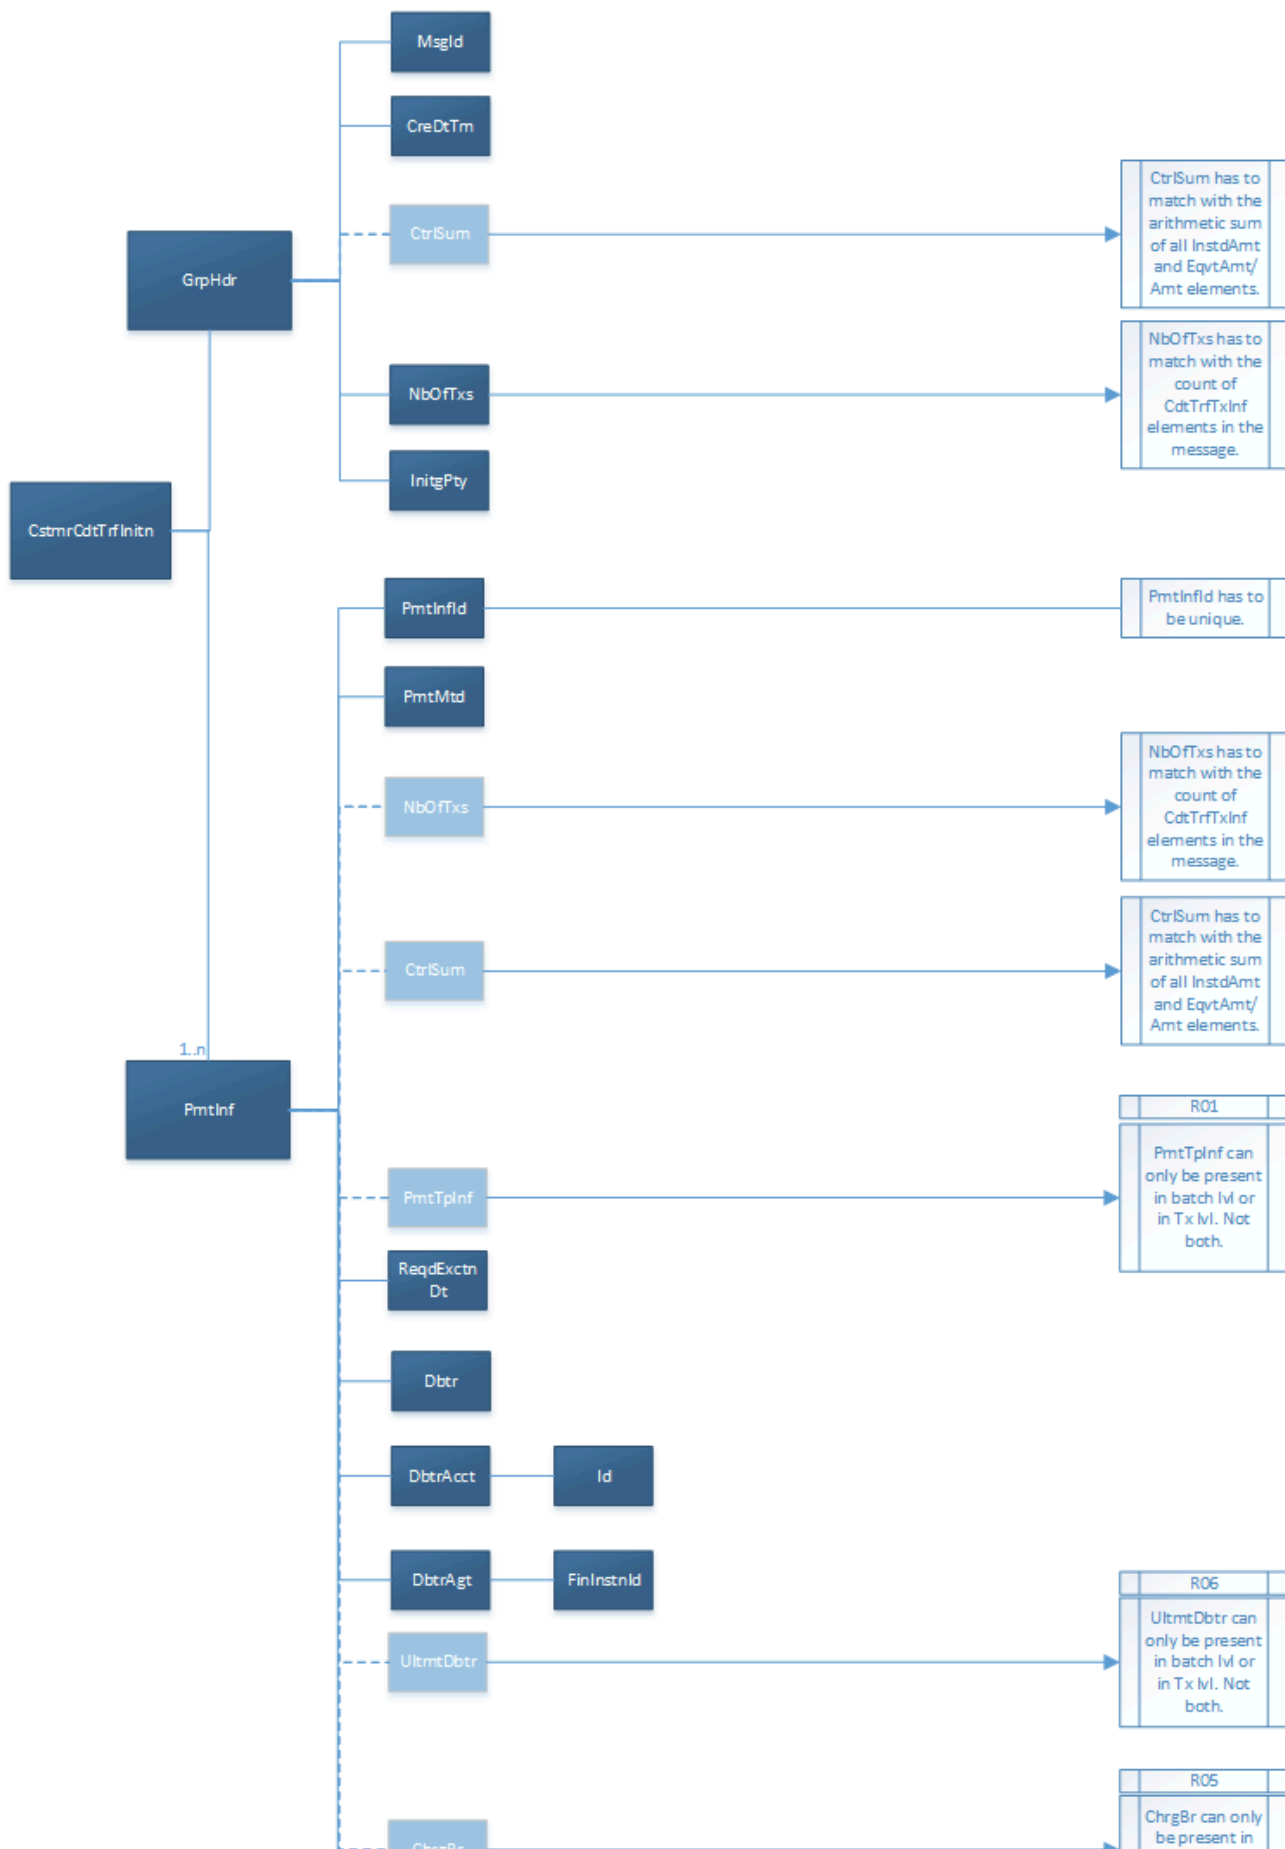 MsgId
CreDtTm
CtrlSum
CtrlSum has to
match with the
arithmetic sum
of all InstdAmt
and EqvtAmt/
Amt elements.
GrpHdr
NbOfTxs
NbOfTxs has to
match with the
count of
CdtTrfTxInf
elements in the
message.
InitgPty
CstmrCdtTrfInitn
PmtInfId
PmtInfId has to
be unique.
PmtMtd
NbOfTxs
NbOfTxs has to
match with the
count of
CdtTrfTxInf
elements in the
message.
CtrlSum
CtrlSum has to
match with the
arithmetic sum
of all InstdAmt
and EqvtAmt/
Amt elements.
1..n
PmtInf
R01
PmtTpInf
PmtTpInf can
only be present
in batch lvl or
in Tx lvl. Not
both.
ReqdExctn
Dt
Dbtr
DbtrAcct
Id
DbtrAgt
FinInstnId
R06
UltmtDbtr
UltmtDbtr can
only be present
in batch lvl or
in Tx lvl. Not
both.
R05
ChrgBr
ChrgBr can only
be present in